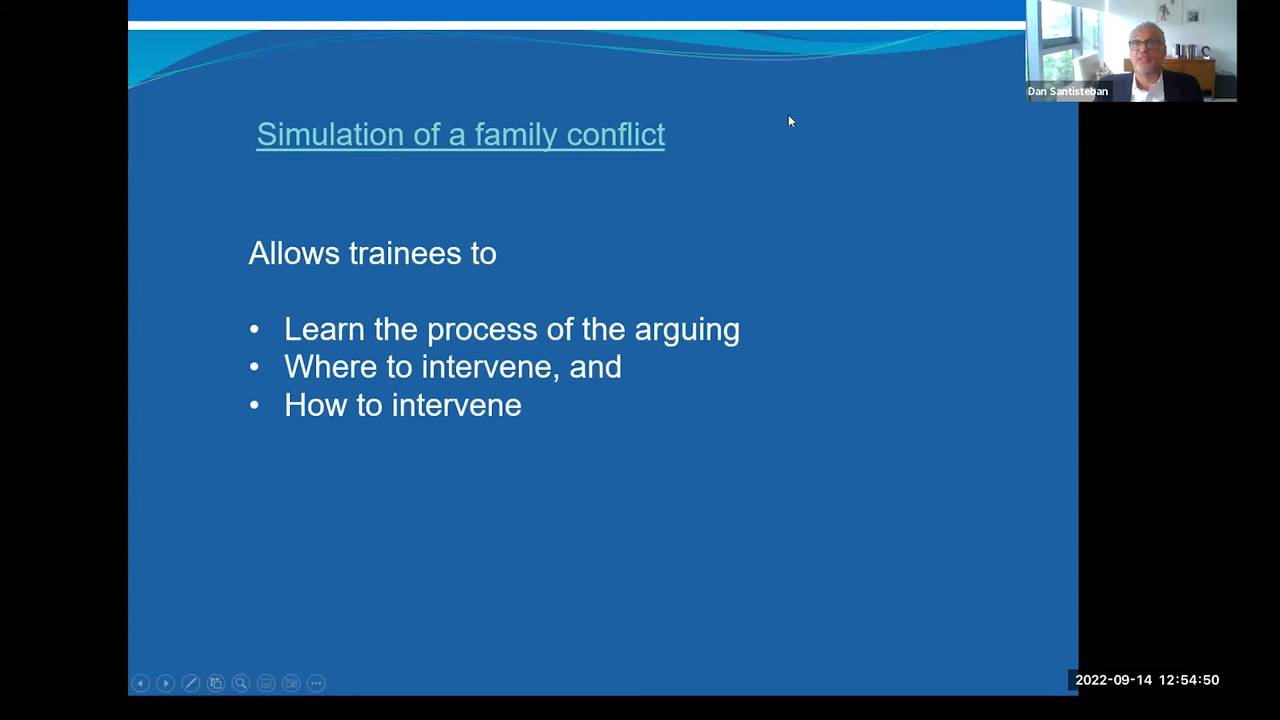 Dan Santisteban
Simulation of a family conflict
Allows trainees to
• Learn the process of the arguing
• Where to intervene, and
• How to intervene
2022-09-14 12:54:50